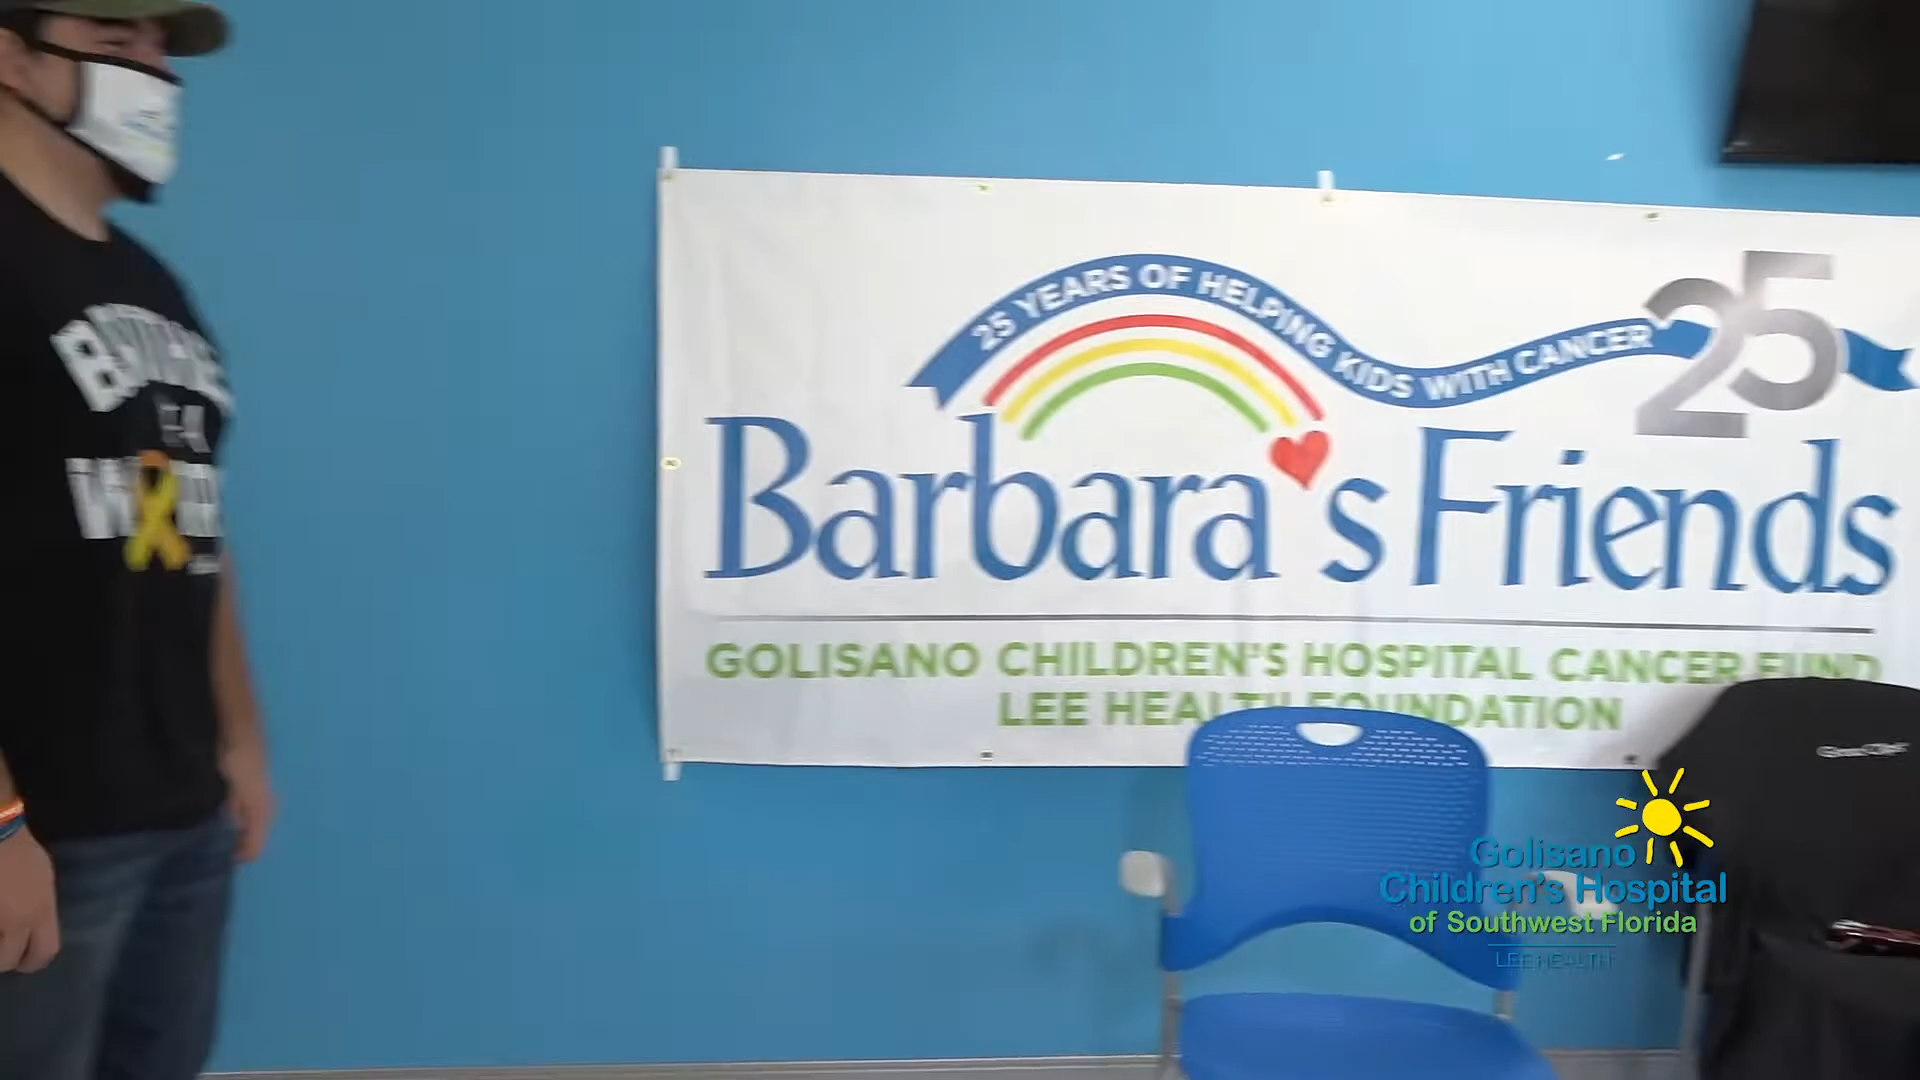 25 YEARS OF HELPING KIDS WITH CANCER
25
Barbara's Friends
GOLISANO CHILDREN'S HOSPITAL CANCER FUND
LEE HEALTH FOUNDATION
Golisano
Children's Hospital
of Southwest Florida
LEE HEALTH